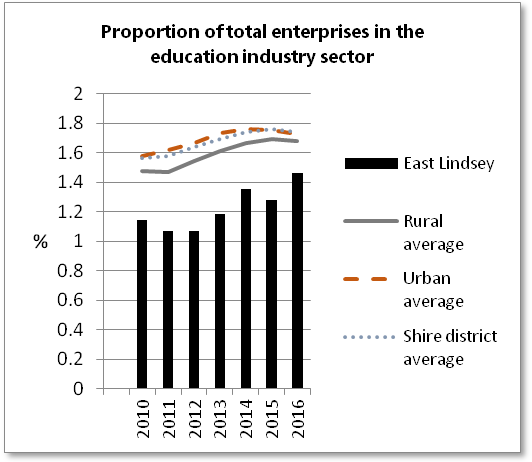 Proportion of total enterprises in the
education industry sector
2
1.8
1.6
1.4
1.2
1
0.8
0.6
0.4
0.2
0
%
2010
2011
2012
2013
2014
2015
2016
East Lindsey
Rural
average
Urban
average
Shire district
average